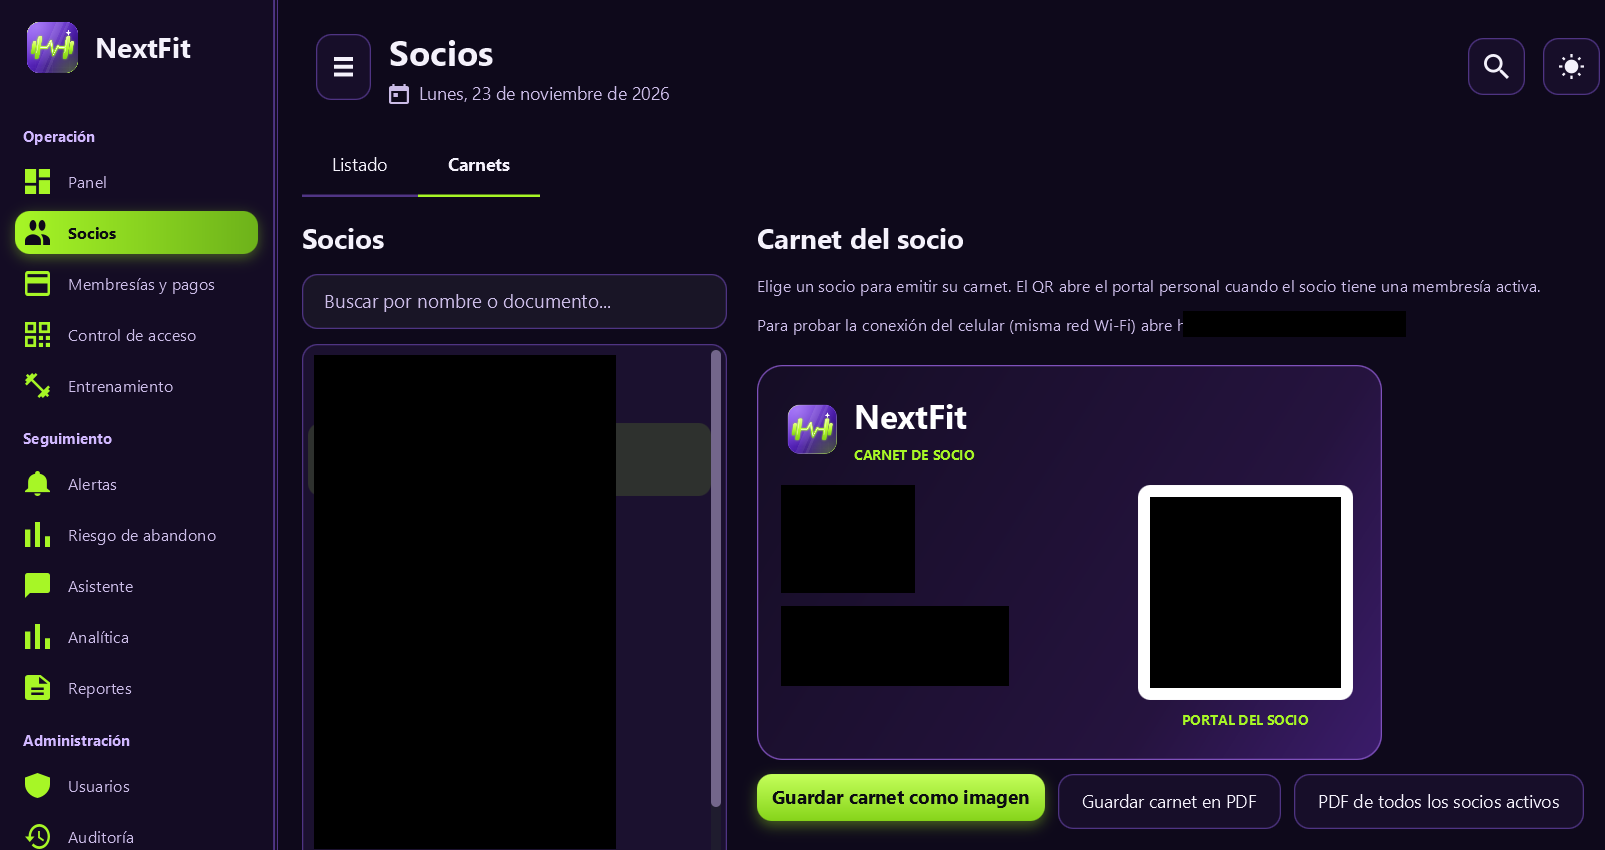 NextFit
Operación
Panel
Socios
Membresías y pagos
Control de acceso
Entrenamiento
Seguimiento
Alertas
Riesgo de abandono
Asistente
Analítica
Reportes
Administración
Usuarios
Auditoría
Socios
Lunes, 23 de noviembre de 2026
Listado
Carnets
Socios
Buscar por nombre o documento...
Carnet del socio
Elige un socio para emitir su carnet. El QR abre el portal personal cuando el socio tiene una membresía activa.
Para probar la conexión del celular (misma red Wi-Fi) abre
NextFit
CARNET DE SOCIO
PORTAL DEL SOCIO
Guardar carnet como imagen
Guardar carnet en PDF
PDF de todos los socios activos